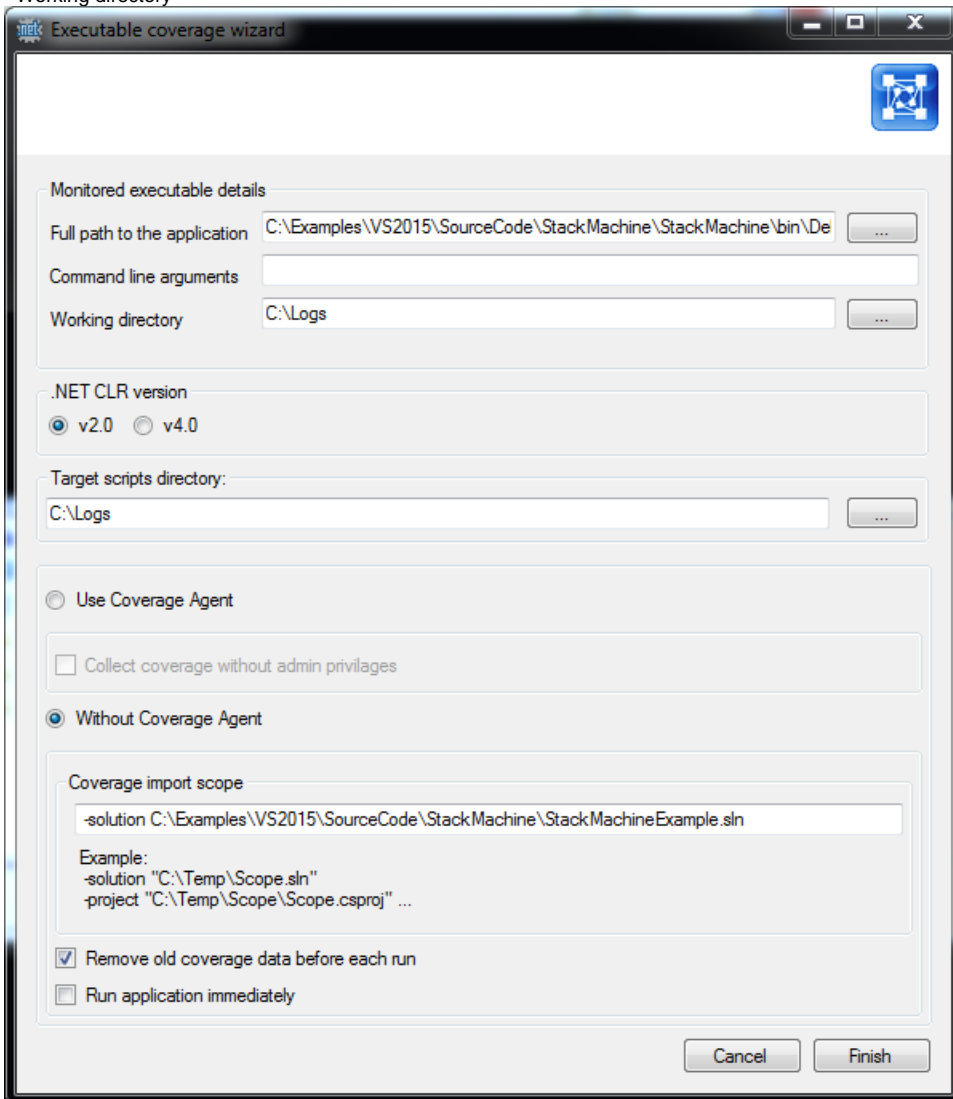 Working directory
.net
Executable coverage wizard
Monitored executable details
Full path to the application C:\Examples\VS2015\SourceCode\StackMachine\StackMachine\bin\De ...
Command line arguments
Working directory C:\Logs ...
.NET CLR version
v2.0 v4.0
Target scripts directory:
C:\Logs ...
Use Coverage Agent
Collect coverage without admin privilages
Without Coverage Agent
Coverage import scope
-solution C:\Examples\VS2015\SourceCode\StackMachine\StackMachineExample.sln
Example:
-solution "C:\Temp\Scope.sln"
-project "C:\Temp\Scope\Scope.csproj" ...
Remove old coverage data before each run
Run application immediately
Cancel Finish